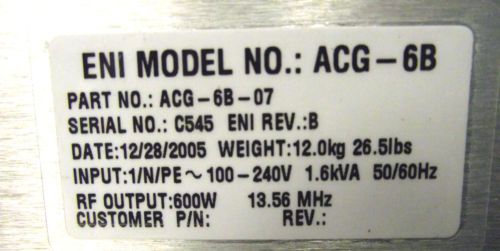 ENI MODEL NO.: ACG-6B
PART NO.: ACG-6B-07
SERIAL NO.: C545 ENI REV.:B
DATE:12/28/2005 WEIGHT:12.0kg 26.5lbs
INPUT:1/N/PE~100-240V 1.6kVA 50/60Hz
RF OUTPUT:600W 13.56 MHz
CUSTOMER P/N: REV.: